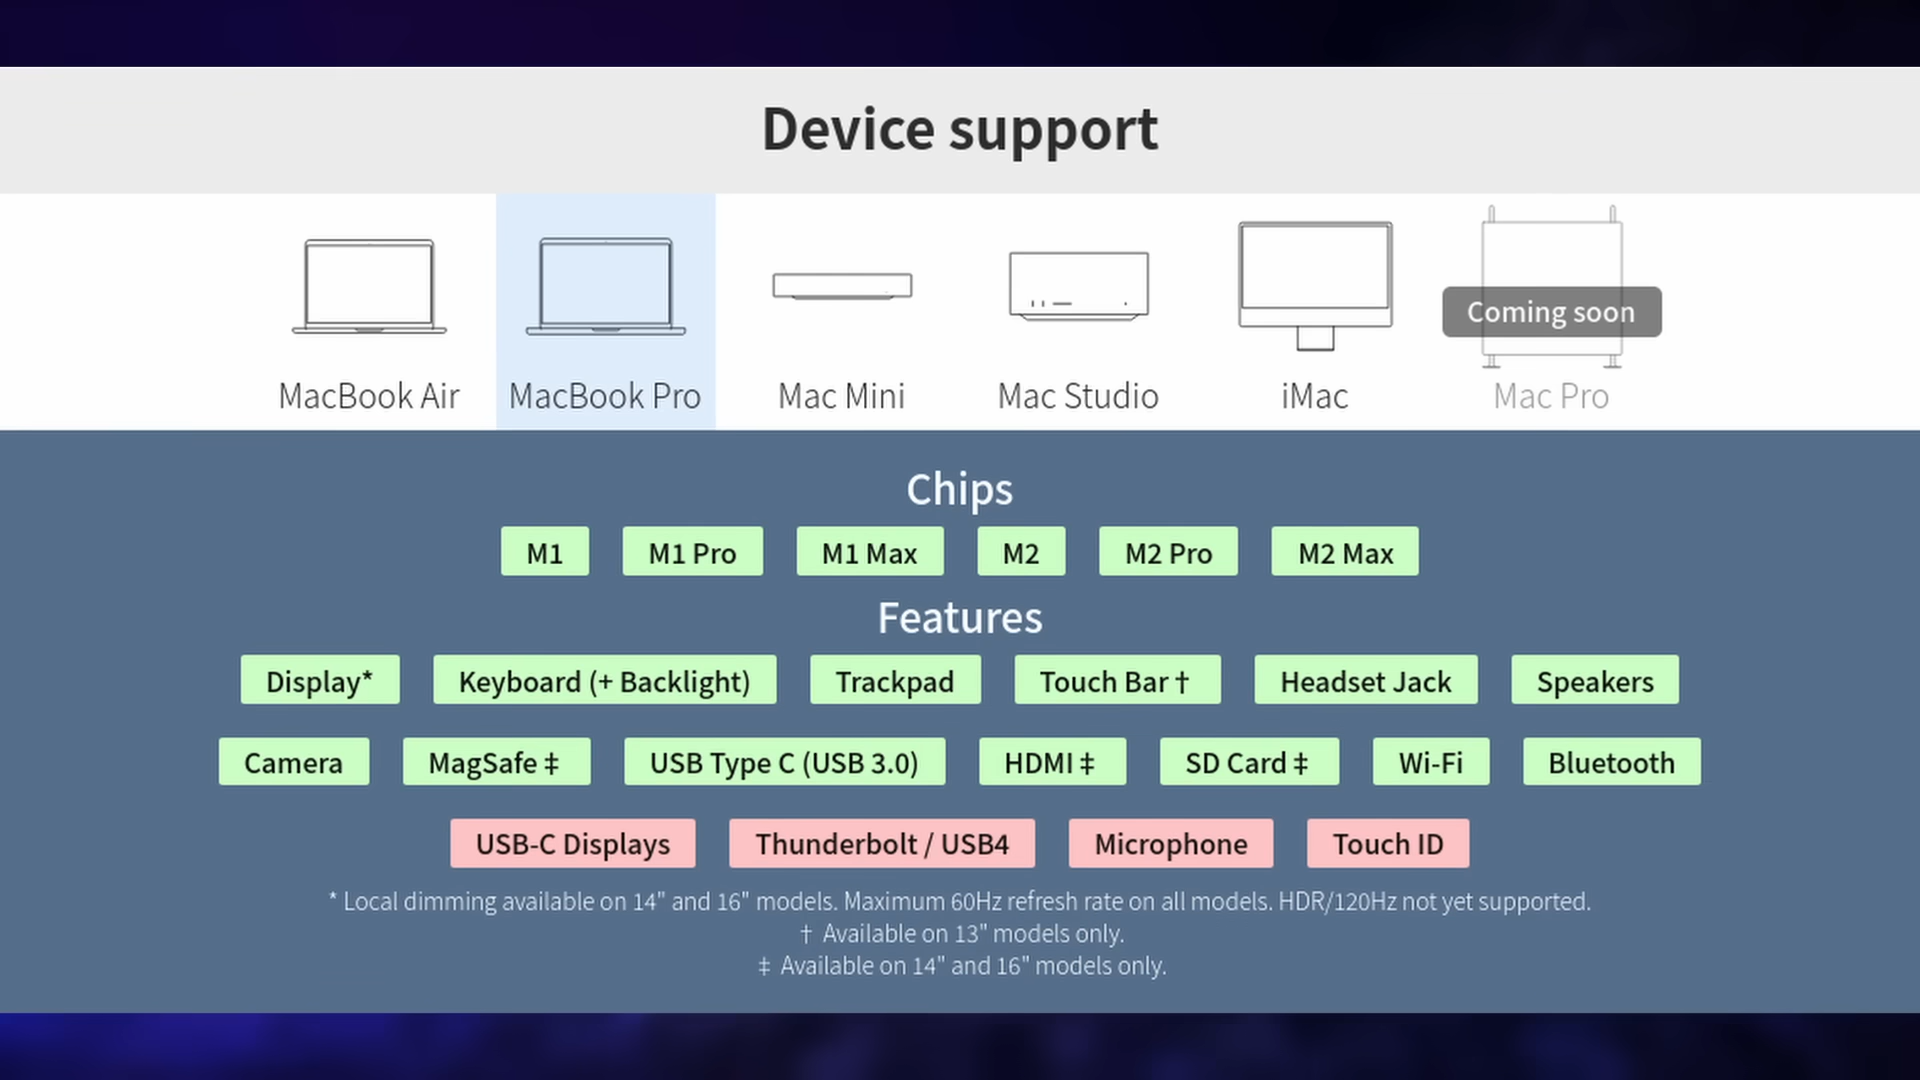 Device support
Coming soon
MacBook Air MacBook Pro Mac Mini Mac Studio iMac Mac Pro
Chips
M1 M1 Pro M1 Max M2 M2 Pro M2 Max
Features
Display* Keyboard (+ Backlight) Trackpad Touch Bar † Headset Jack Speakers
Camera MagSafe ‡ USB Type C (USB 3.0) HDMI ‡ SD Card ‡ Wi-Fi Bluetooth
USB-C Displays Thunderbolt / USB4 Microphone Touch ID
* Local dimming available on 14" and 16" models. Maximum 60Hz refresh rate on all models. HDR/120Hz not yet supported.
† Available on 13" models only.
‡ Available on 14" and 16" models only.